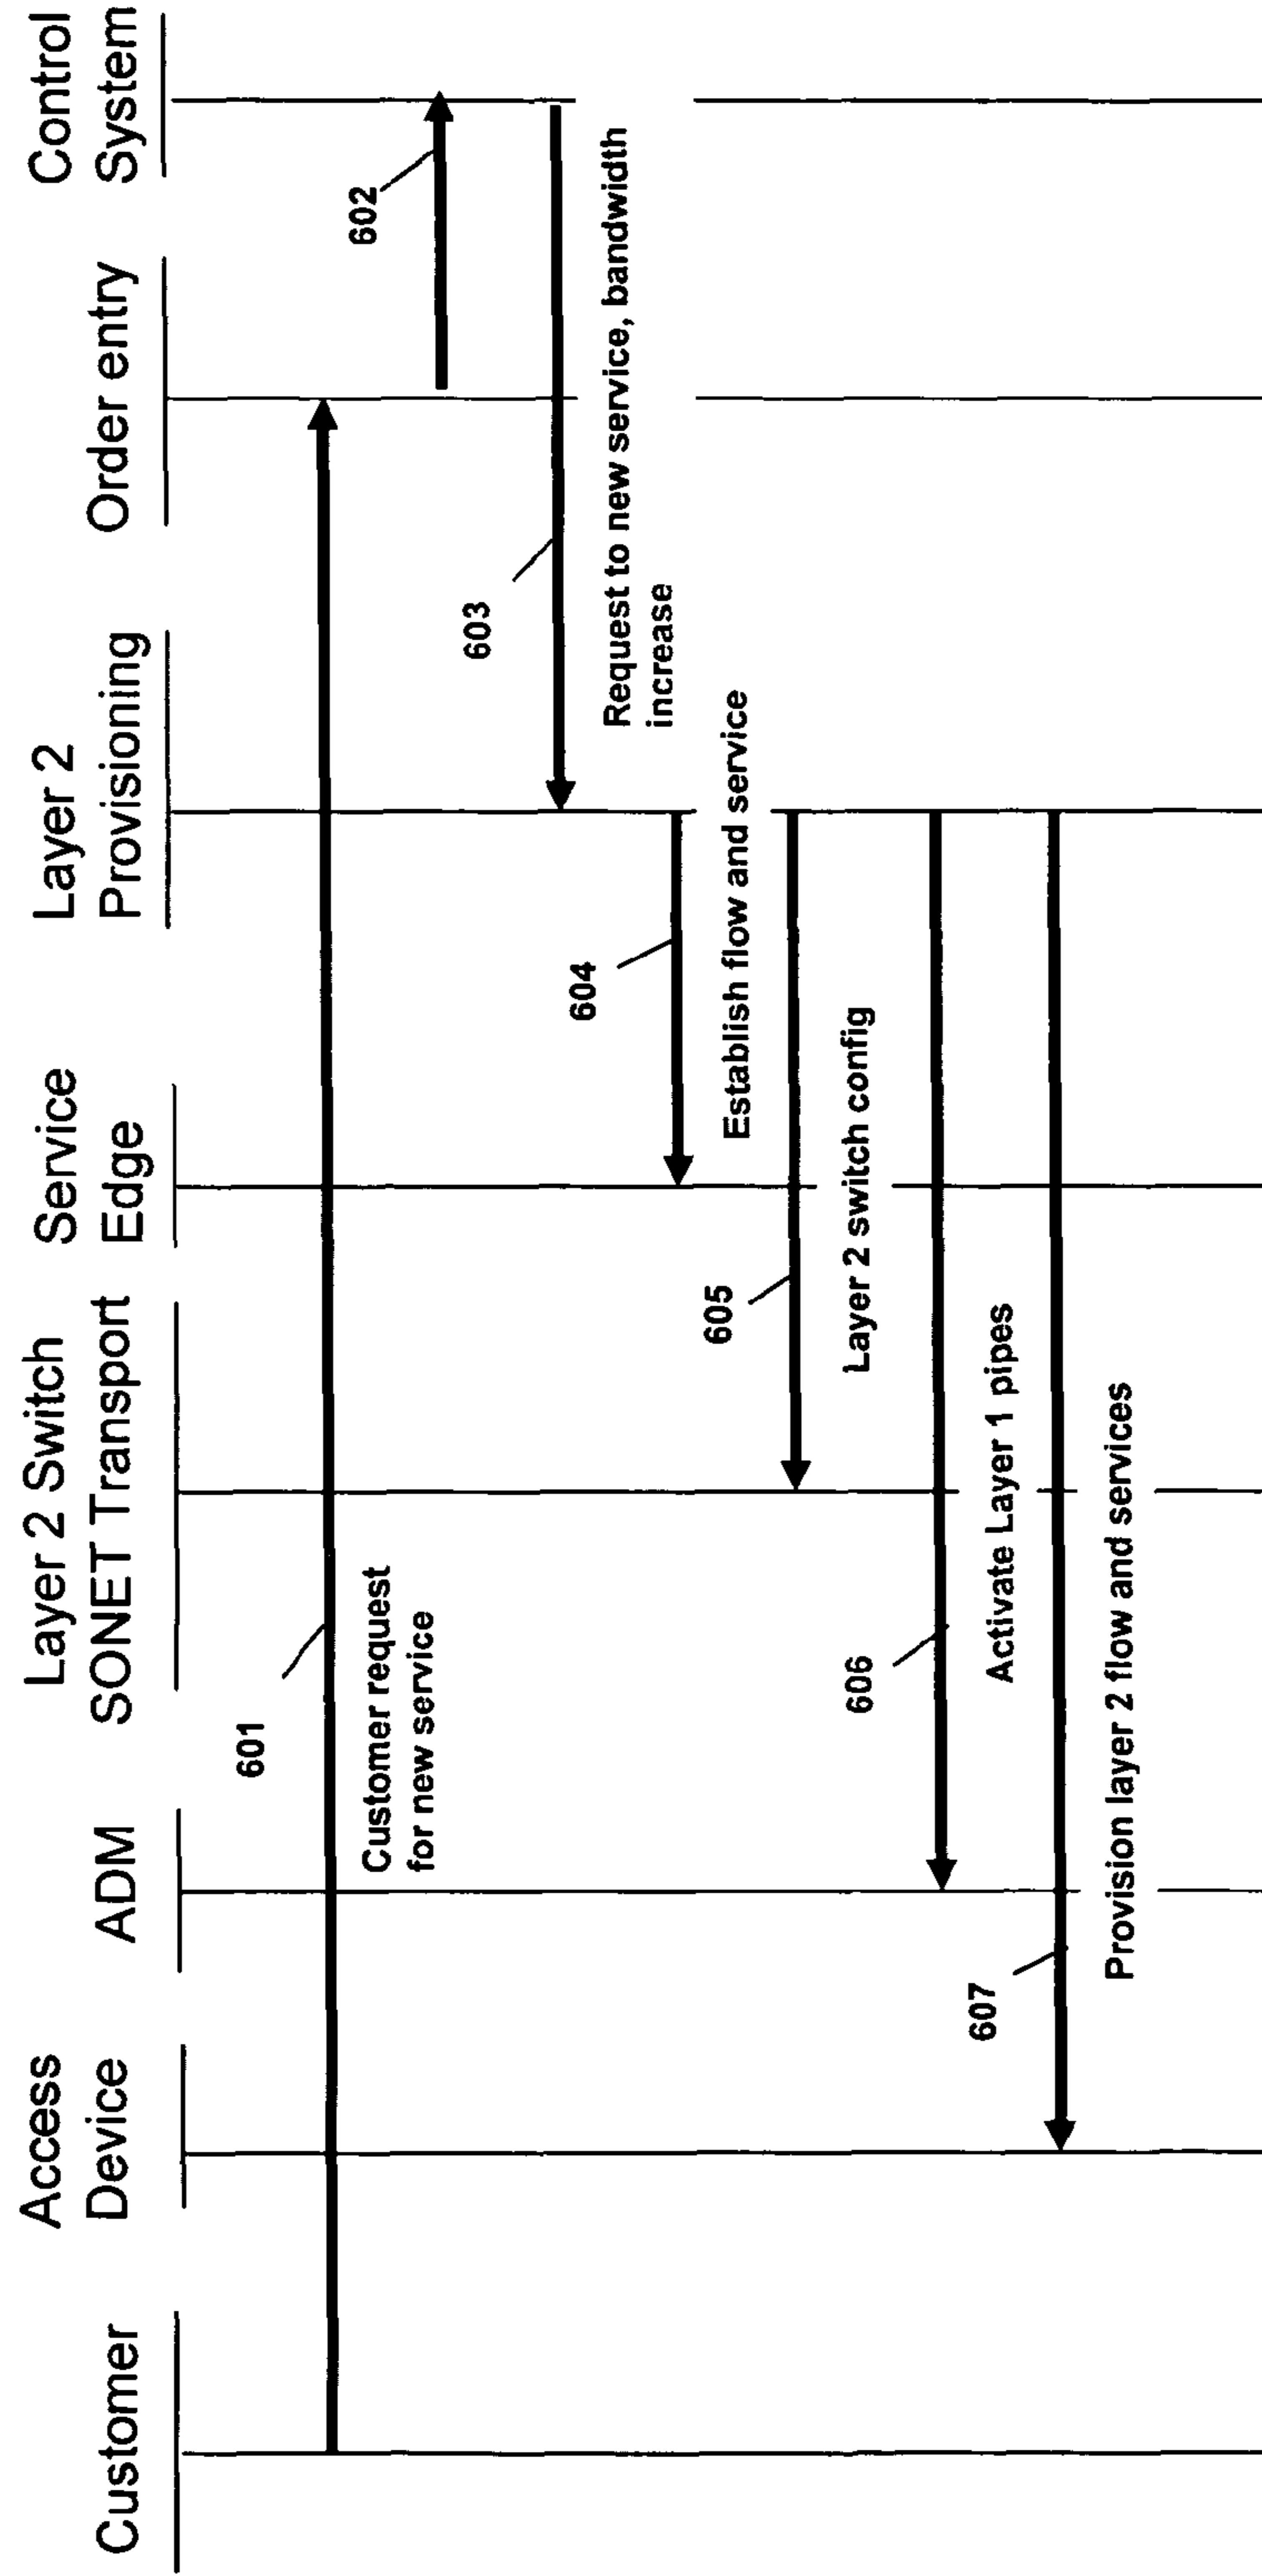 Customer
Access
Device
ADM
Layer 2 Switch
SONET Transport
Service
Edge
Layer 2
Provisioning
Order entry
Control
System
601
Customer request
for new service
602
603
Request to new service, bandwidth
increase
604
Establish flow and service
605
Layer 2 switch config
606
Activate Layer 1 pipes
607
Provision layer 2 flow and services